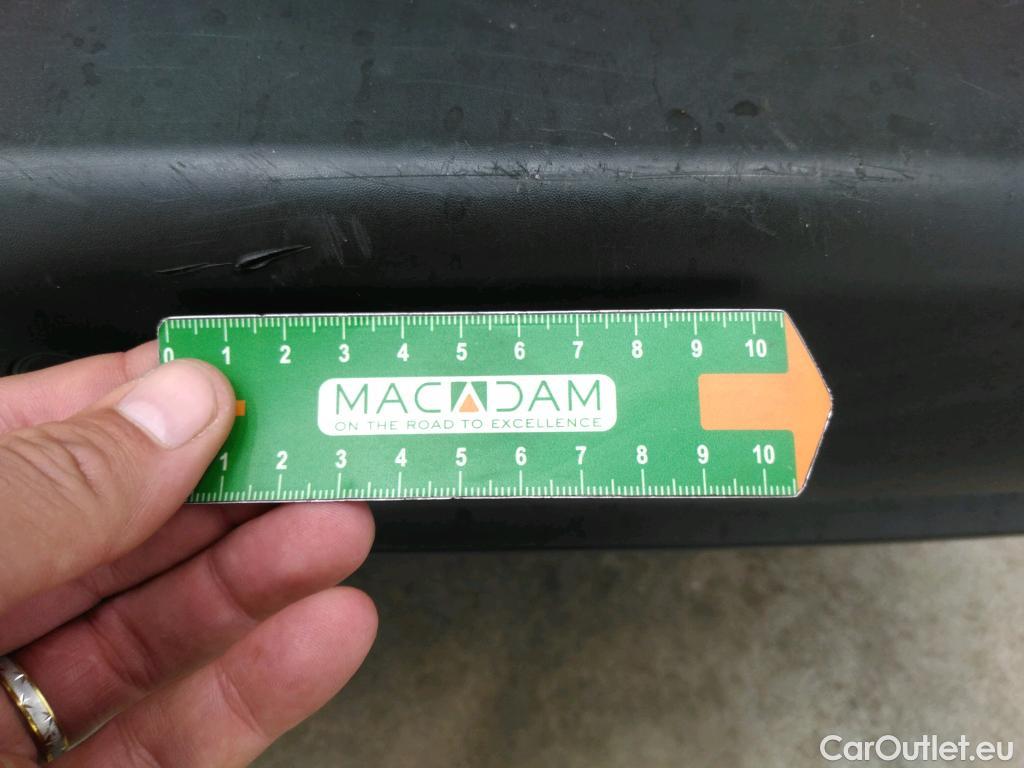 0 1 2 3 4 5 6 7 8 9 10
MACADAM
ON THE ROAD TO EXCELLENCE
1 2 3 4 5 6 7 8 9 10
CarOutlet.eu